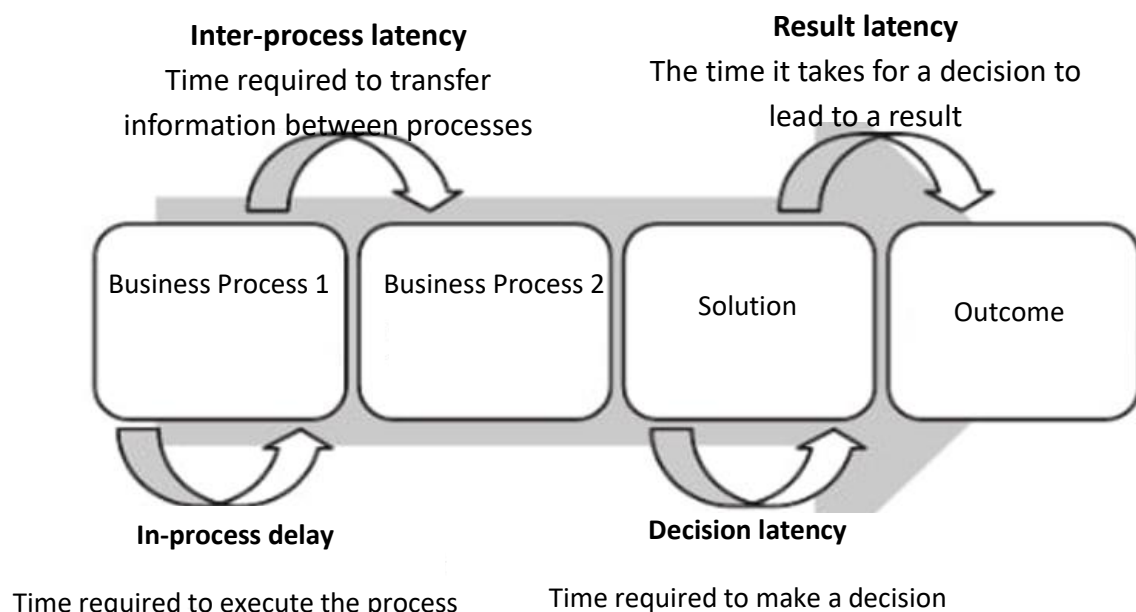 Inter-process latency
Time required to transfer
information between processes
Result latency
The time it takes for a decision to
lead to a result
Business Process 1
Business Process 2
Solution
Outcome
In-process delay
Time required to execute the process
Decision latency
Time required to make a decision